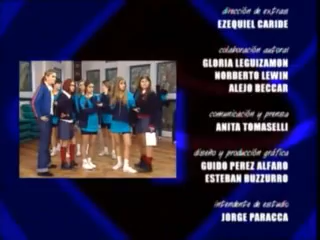 dirección de extras
EZEQUIEL CARIDE
colaboración autoral
GLORIA LEGUIZAMON
NORBERTO LEWIN
ALEJO BECCAR
comunicación y prensa
ANITA TOMASELLI
diseño y producción gráfica
GUIDO PEREZ ALFARO
ESTEBAN BUZZURRO
intendente de estudio
JORGE PARACCA